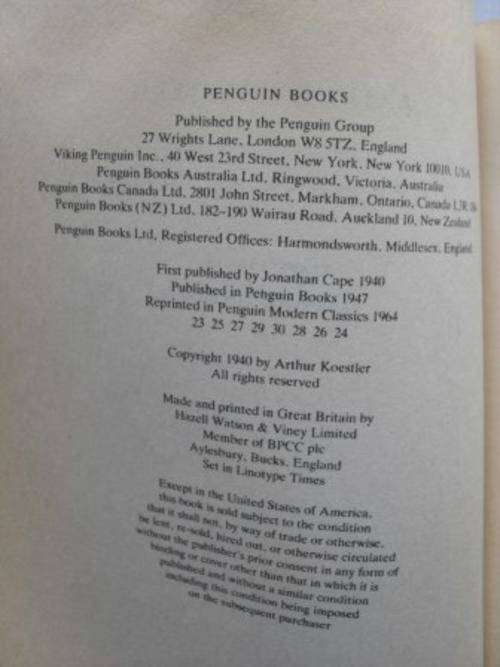 PENGUIN BOOKS
Published by the Penguin Group
27 Wrights Lane, London W8 5TZ, England
Viking Penguin Inc., 40 West 23rd Street, New York, New York 10010, USA
Penguin Books Australia Ltd, Ringwood, Victoria, Australia
Penguin Books Canada Ltd, 2801 John Street, Markham, Ontario, Canada L3R
Penguin Books (NZ) Ltd, 182–190 Wairau Road, Auckland 10, New Zealand
Penguin Books Ltd, Registered Offices: Harmondsworth, Middlesex, England
First published by Jonathan Cape 1940
Published in Penguin Books 1947
Reprinted in Penguin Modern Classics 1964
23 25 27 29 30 28 26 24
Copyright 1940 by Arthur Koestler
All rights reserved
Made and printed in Great Britain by
Hazell Watson & Viney Limited
Member of BPCC plc
Aylesbury, Bucks, England
Set in Linotype Times
Except in the United States of America,
this book is sold subject to the condition
that it shall not, by way of trade or otherwise,
be lent, re-sold, hired out, or otherwise circulated
without the publisher's prior consent in any form of
binding or cover other than that in which it is
published and without a similar condition
including this condition being imposed
on the subsequent purchaser